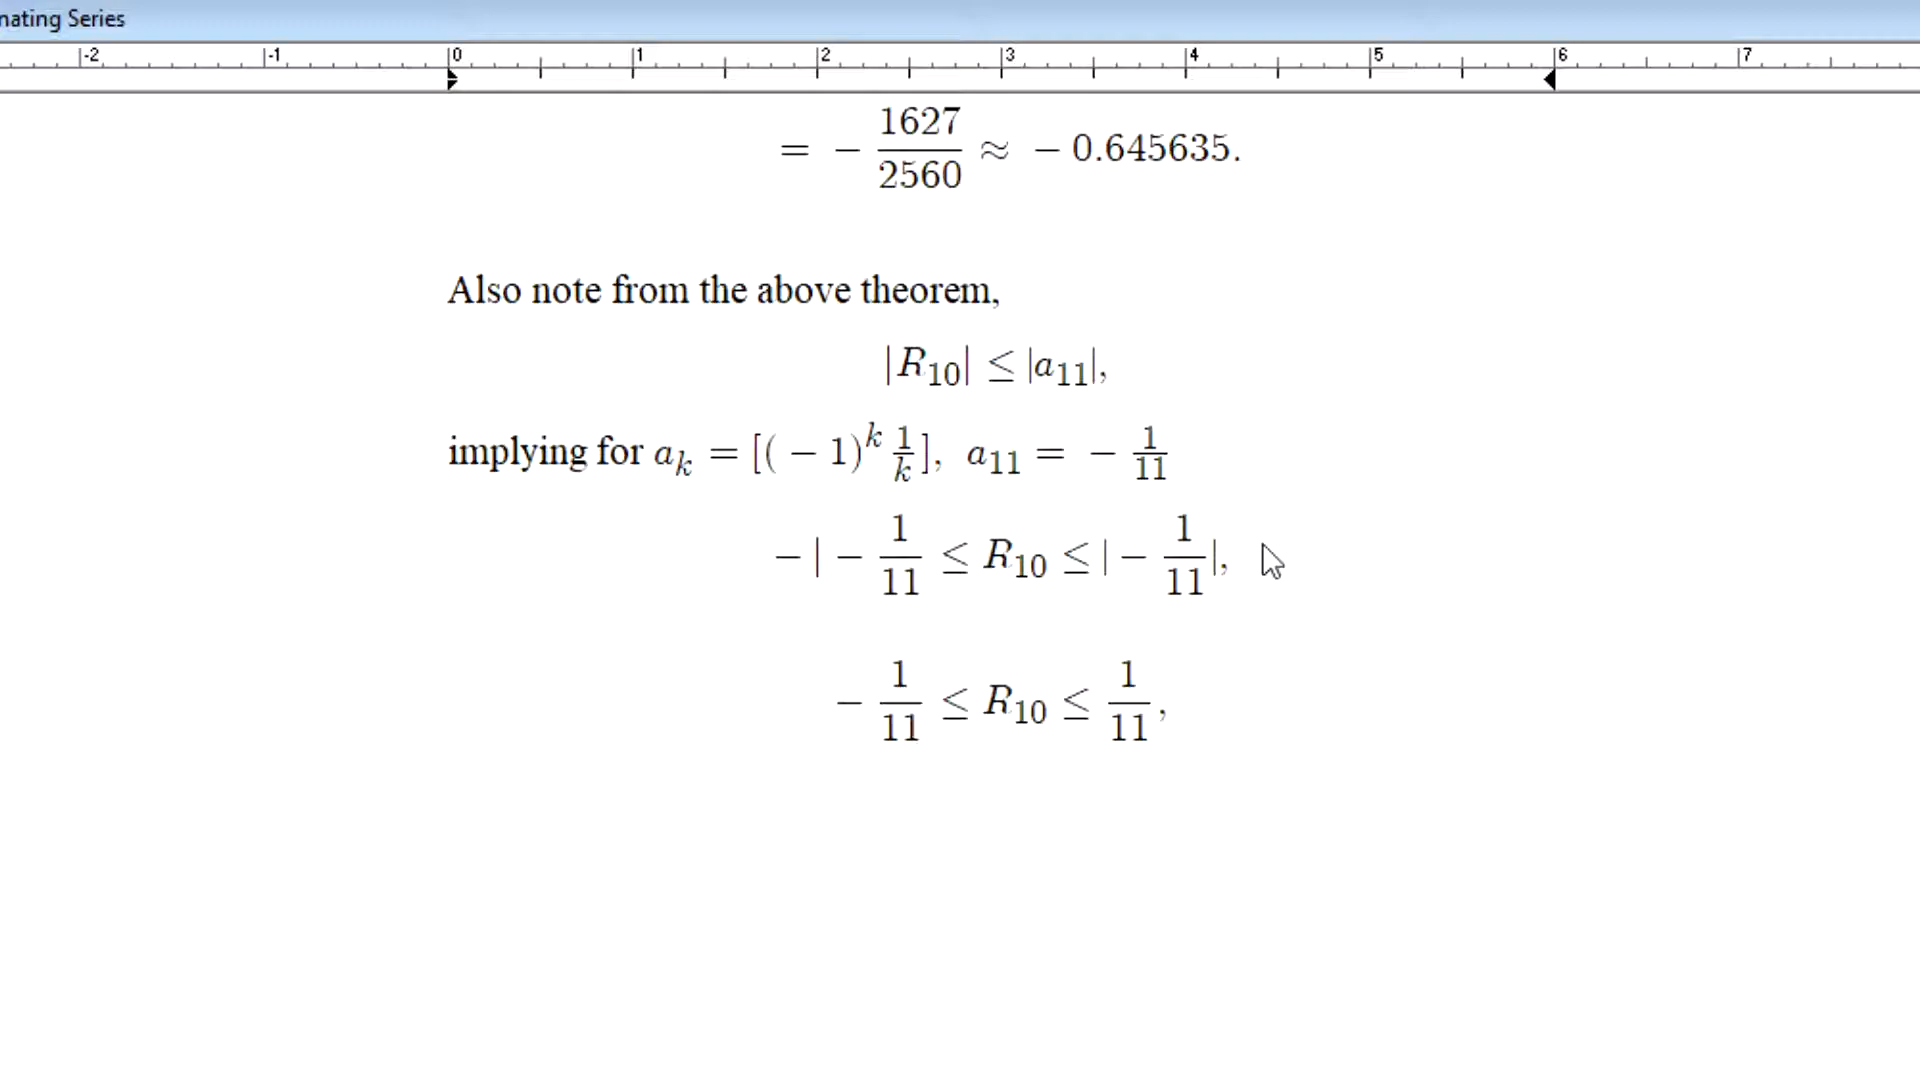 nating Series
-2 -1 0 1 2 3 4 5 6 7
= − 1627/2560 ≈ − 0.645635.
Also note from the above theorem,
|R₁₀| ≤ |a₁₁|,
implying for aₖ = [( − 1)ᵏ 1/k], a₁₁ = − 1/11
− | − 1/11 ≤ R₁₀ ≤ | − 1/11|,
− 1/11 ≤ R₁₀ ≤ 1/11,